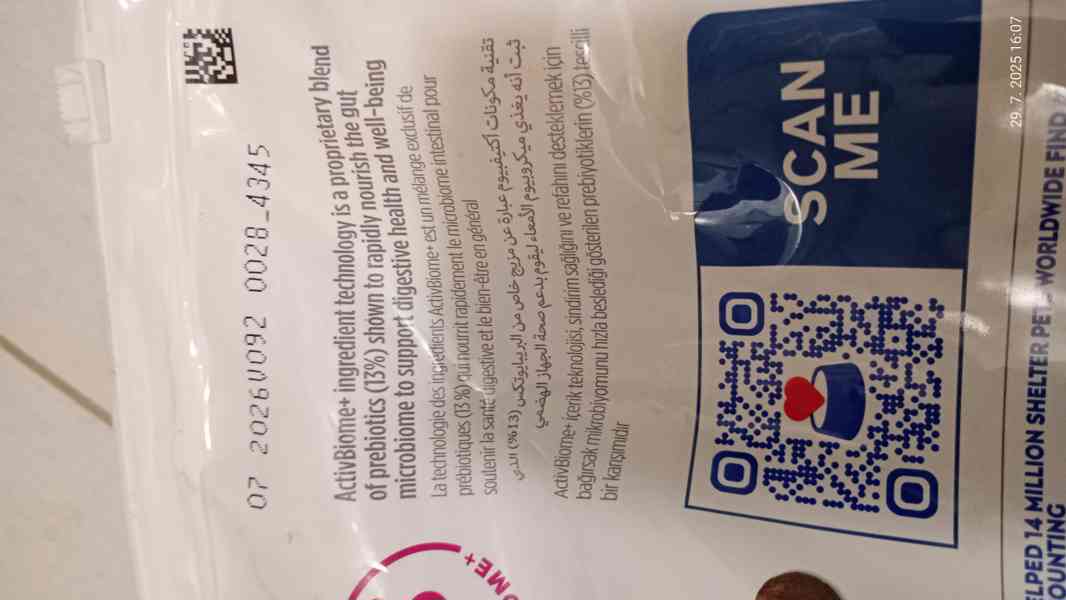 07 2026V092 0028_4345
ActivBiome+ ingredient technology is a proprietary blend
of prebiotics (13%) shown to rapidly nourish the gut
microbiome to support digestive health and well-being
La technologie des ingrédients ActivBiome+ est un mélange exclusif de
prébiotiques (13%) qui nourrit rapidement le microbiome intestinal pour
soutenir la santé digestive et le bien-être en général
تقنية مكونات أكتيفبيوم عبارة عن مزيج خاص من البريبايوتكس (13%) الذي
ثبت أنه يغذي ميكروبيوم الأمعاء ليقوم بدعم صحة الجهاز الهضمي
ActivBiome+ içerik teknolojisi, sindirim sağlığını ve refahını desteklemek için
bağırsak mikrobiyomunu hızla beslediği gösterilen prebiyotiklerin (%13) tescilli
bir karışımıdır
SCAN
ME
29. 7. 2025 16:07
14 MILLION SHELTER WORLDWIDE FIND
OME+